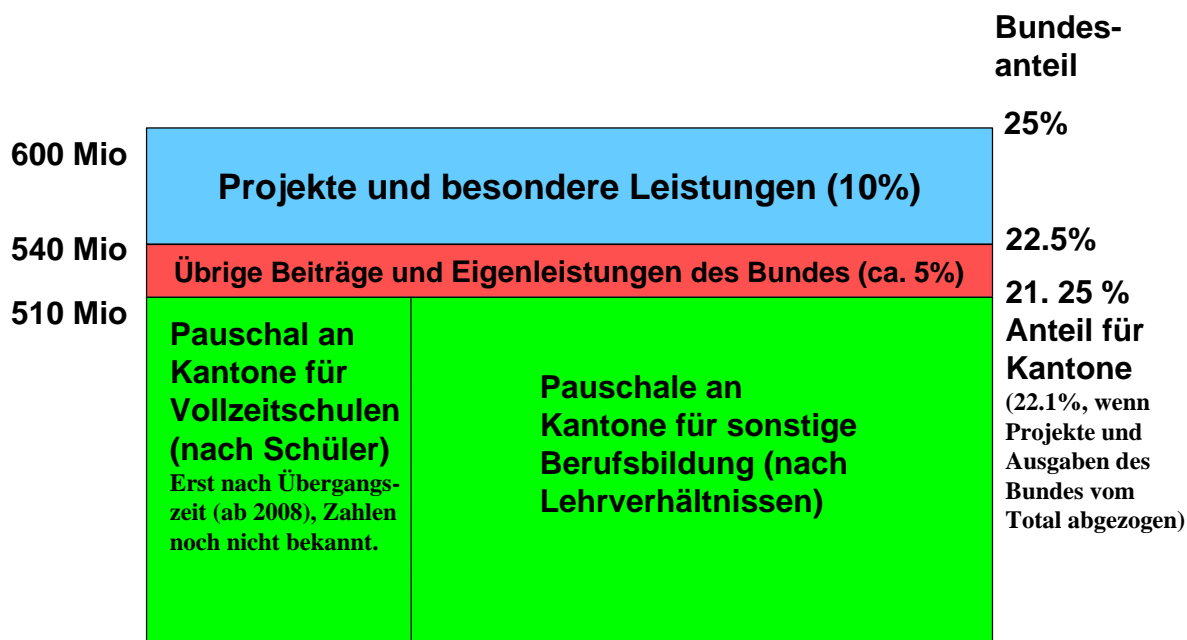 Bundes-
anteil
25%
600 Mio
Projekte und besondere Leistungen (10%)
540 Mio
22.5%
Übrige Beiträge und Eigenleistungen des Bundes (ca. 5%)
510 Mio
21. 25 %
Anteil für
Kantone
(22.1%, wenn
Projekte und
Ausgaben des
Bundes vom
Total abgezogen)
Pauschal an
Kantone für
Vollzeitschulen
(nach Schüler)
Erst nach Übergangs-
zeit (ab 2008), Zahlen
noch nicht bekannt.
Pauschale an
Kantone für sonstige
Berufsbildung (nach
Lehrverhältnissen)